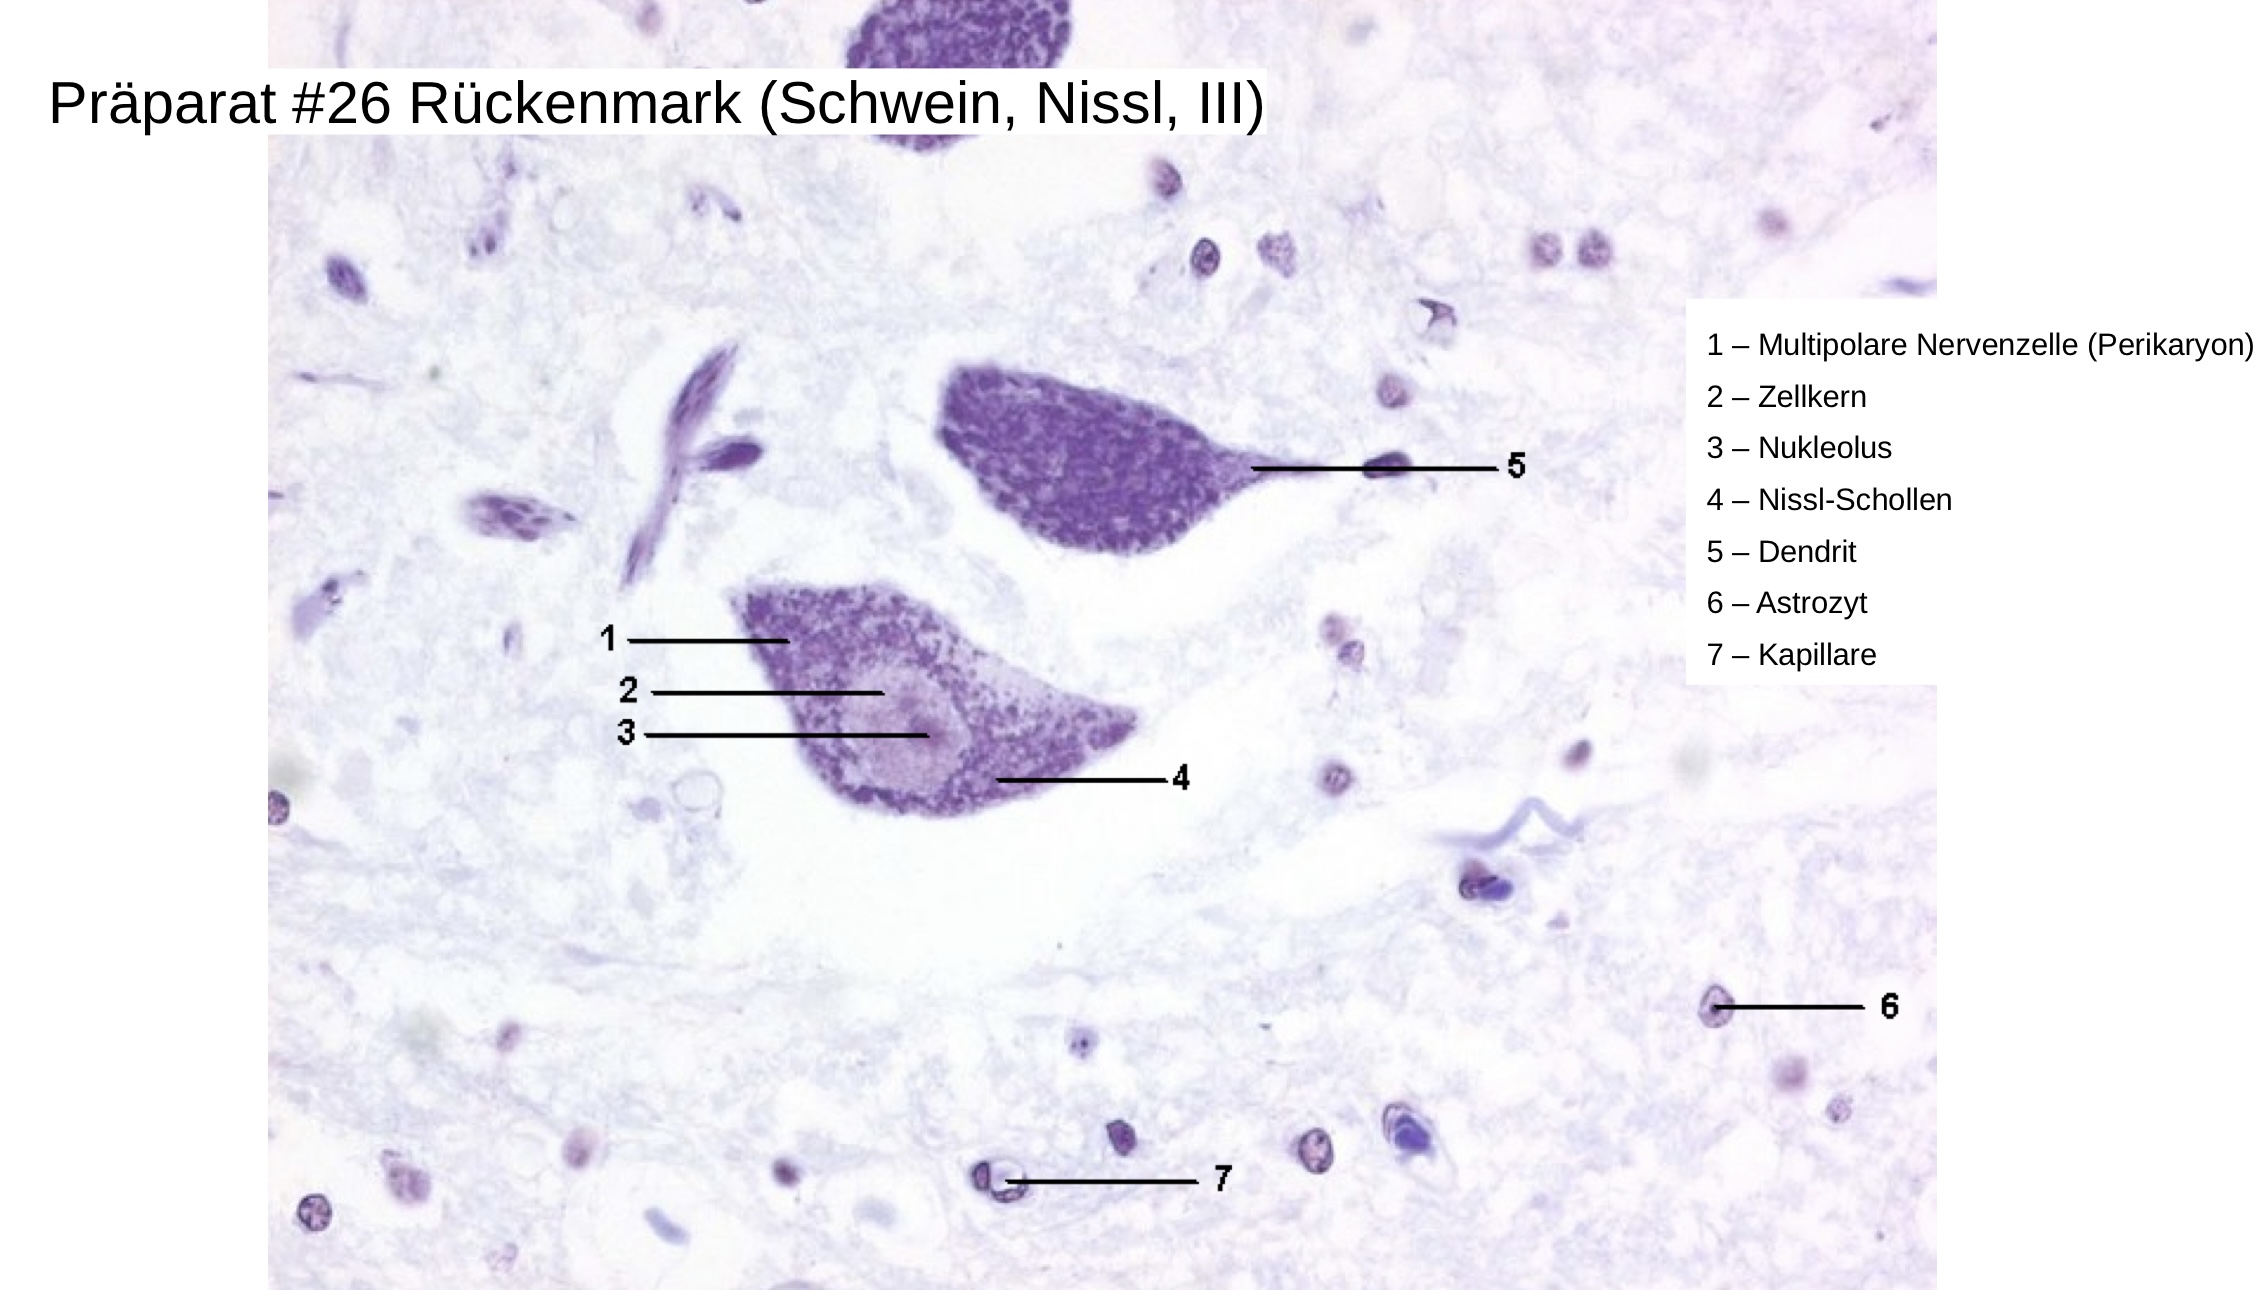 Präparat #26 Rückenmark (Schwein, Nissl, III)
1 – Multipolare Nervenzelle (Perikaryon)
2 – Zellkern
3 – Nukleolus
4 – Nissl-Schollen
5 – Dendrit
6 – Astrozyt
7 – Kapillare
5
1
2
3
4
6
7